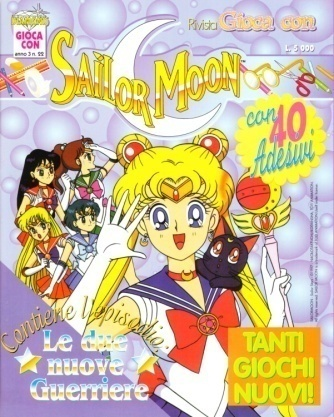 GIOCA
CON
anno 3 n. 22
Rivista Gioca con
L. 5 000
SAILOR MOON
con
40
Adesivi
Contiene l'episodio:
Le due
nuove
Guerriere
TANTI
GIOCHI
NUOVI!